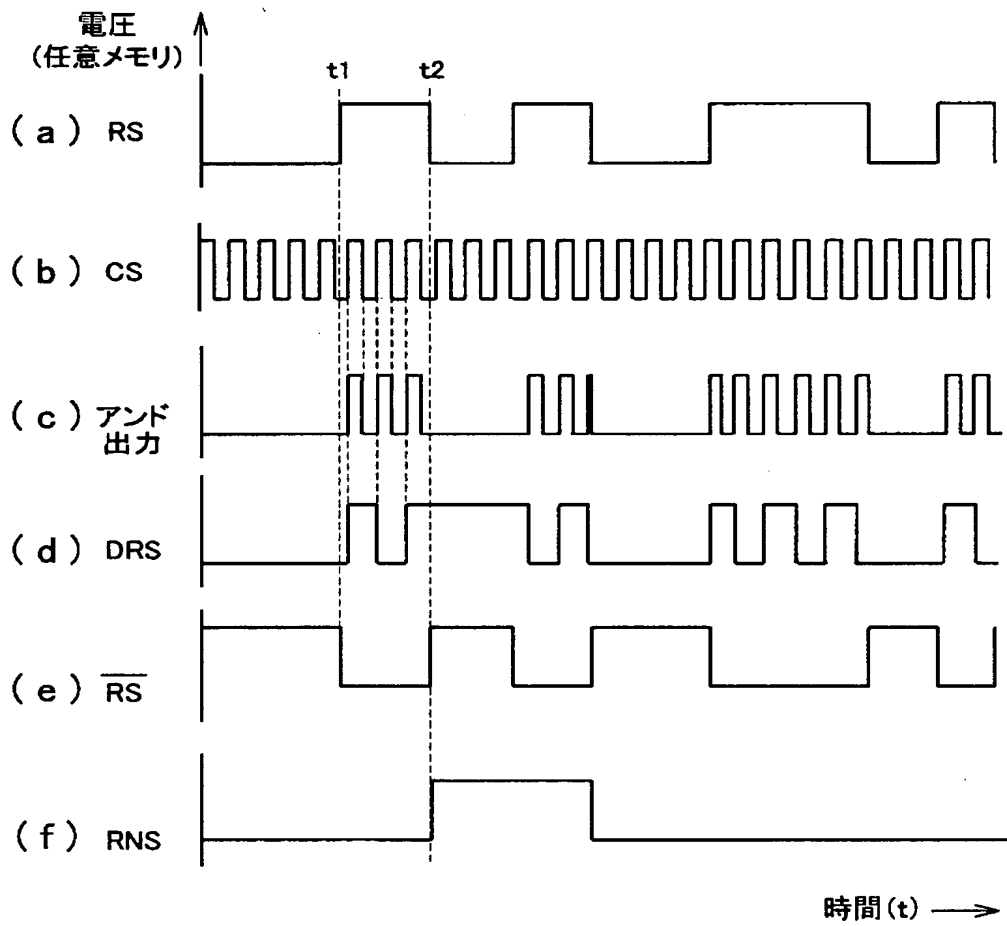 電圧
(任意メモリ)
t1 t2
(a) RS
(b) CS
(c) アンド
出力
(d) DRS
(e) R̅S̅
(f) RNS
時間(t)